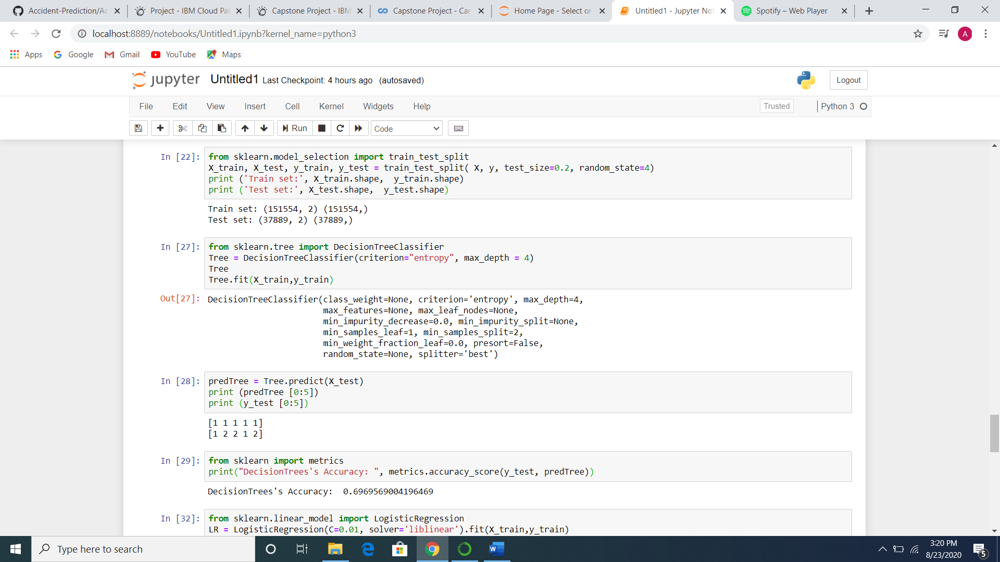 Accident-Prediction/Ac
Project - IBM Cloud Pak
Capstone Project - IBM
Capstone Project - Car
Home Page - Select or
Untitled1 - Jupyter Not
Spotify – Web Player
localhost:8889/notebooks/Untitled1.ipynb?kernel_name=python3
A
Apps Google Gmail YouTube Maps
jupyter Untitled1 Last Checkpoint: 4 hours ago (autosaved)
Logout
File Edit View Insert Cell Kernel Widgets Help
Trusted
Python 3
Run
Code
In [22]: from sklearn.model_selection import train_test_split
X_train, X_test, y_train, y_test = train_test_split( X, y, test_size=0.2, random_state=4)
print ('Train set:', X_train.shape,  y_train.shape)
print ('Test set:', X_test.shape,  y_test.shape)
Train set: (151554, 2) (151554,)
Test set: (37889, 2) (37889,)
In [27]: from sklearn.tree import DecisionTreeClassifier
Tree = DecisionTreeClassifier(criterion="entropy", max_depth = 4)
Tree
Tree.fit(X_train,y_train)
Out[27]: DecisionTreeClassifier(class_weight=None, criterion='entropy', max_depth=4,
max_features=None, max_leaf_nodes=None,
min_impurity_decrease=0.0, min_impurity_split=None,
min_samples_leaf=1, min_samples_split=2,
min_weight_fraction_leaf=0.0, presort=False,
random_state=None, splitter='best')
In [28]: predTree = Tree.predict(X_test)
print (predTree [0:5])
print (y_test [0:5])
[1 1 1 1 1]
[1 2 2 1 2]
In [29]: from sklearn import metrics
print("DecisionTrees's Accuracy: ", metrics.accuracy_score(y_test, predTree))
DecisionTrees's Accuracy:  0.6969569004196469
In [32]: from sklearn.linear_model import LogisticRegression
LR = LogisticRegression(C=0.01, solver='liblinear').fit(X_train,y_train)
Type here to search
W
3:20 PM
8/23/2020
5